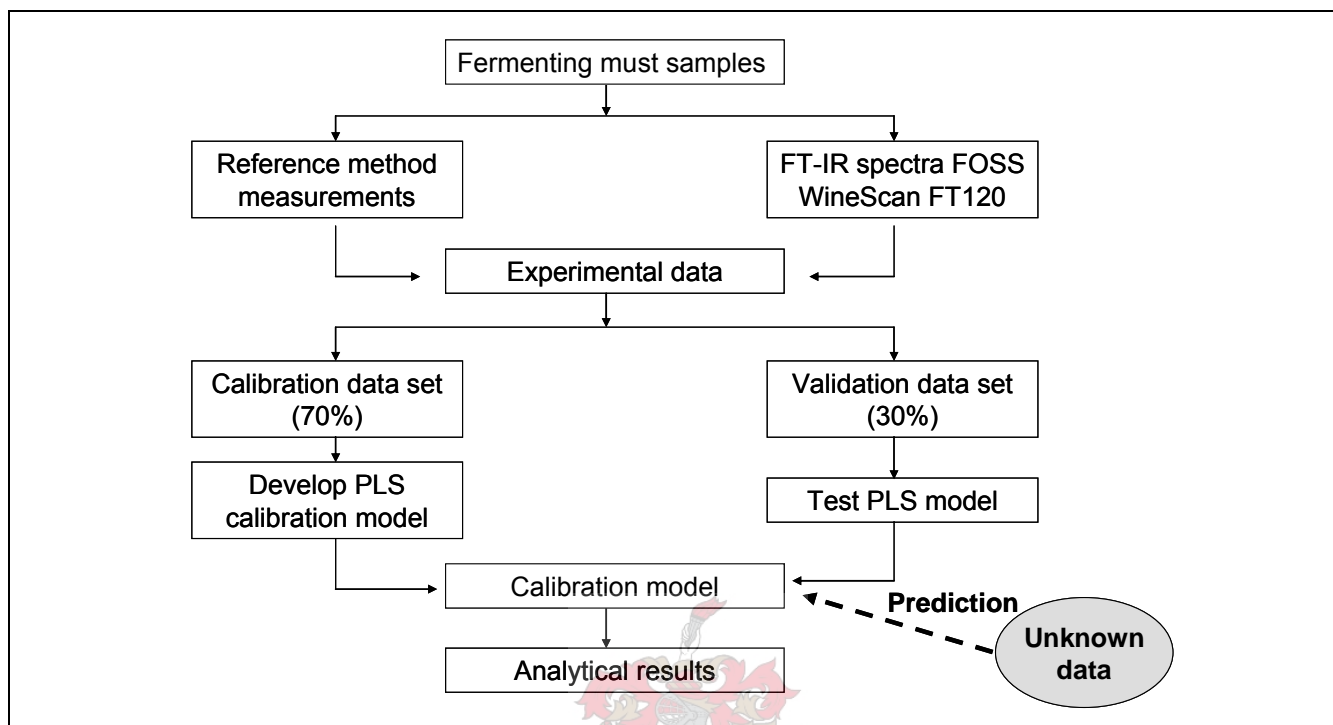 Fermenting must samples
Reference method
measurements
FT-IR spectra FOSS
WineScan FT120
Experimental data
Calibration data set
(70%)
Validation data set
(30%)
Develop PLS
calibration model
Test PLS model
Calibration model
Prediction
Unknown
data
Analytical results